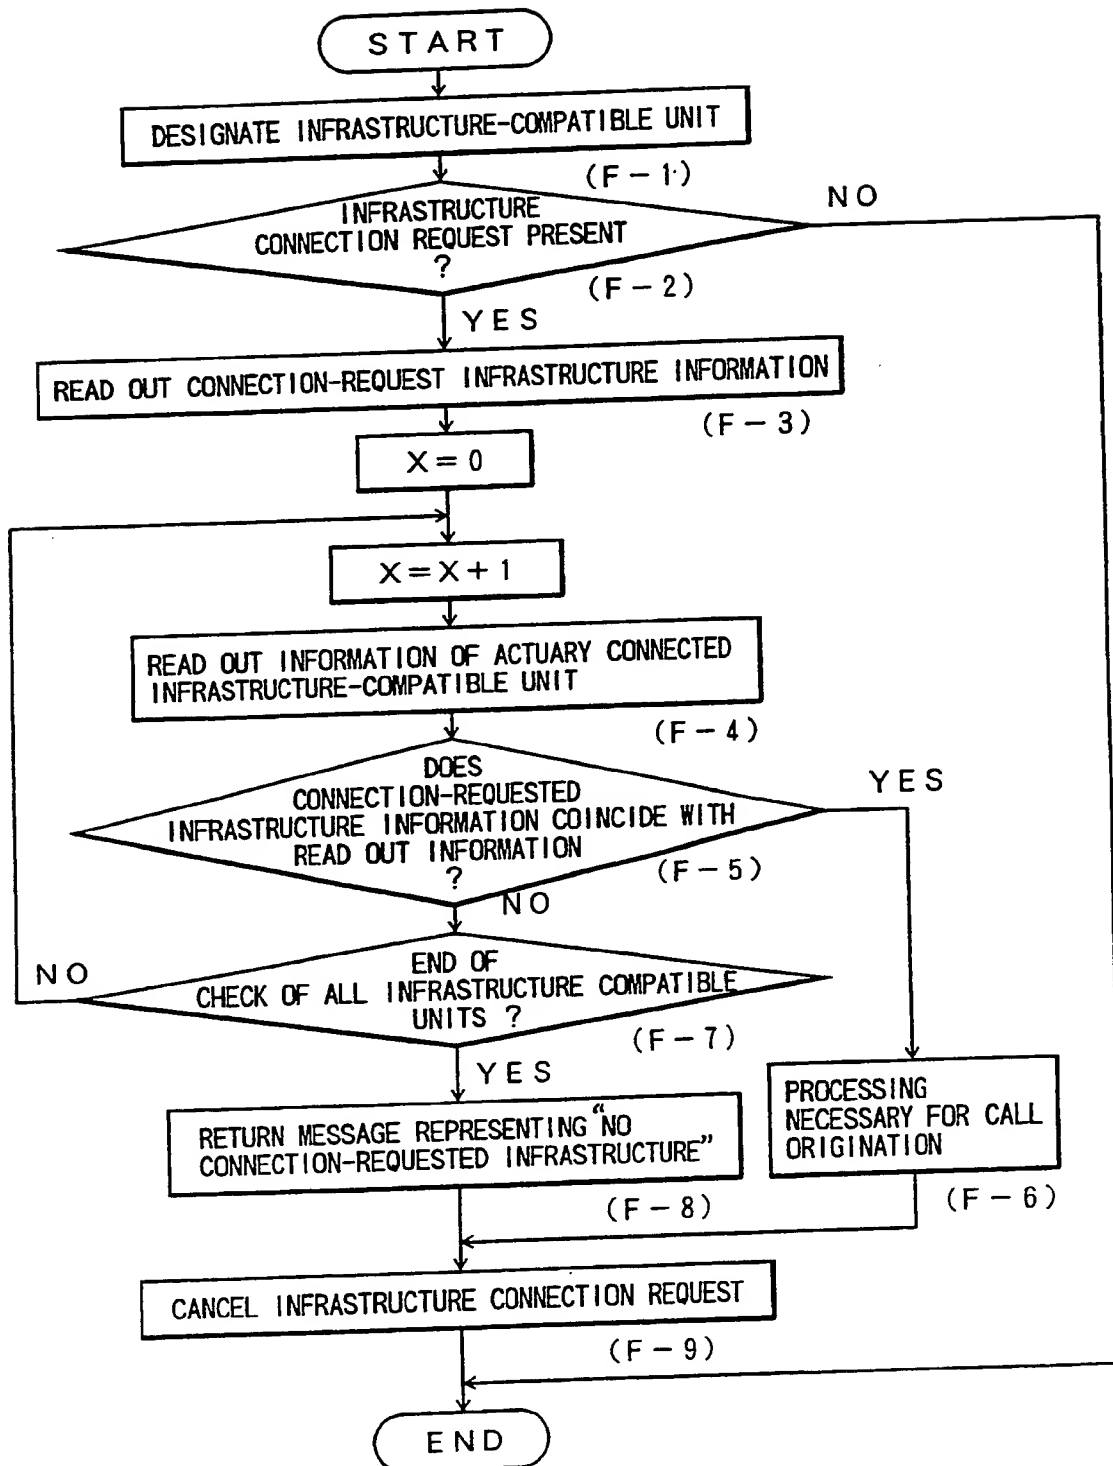 START
DESIGNATE INFRASTRUCTURE-COMPATIBLE UNIT
(F-1)
NO
INFRASTRUCTURE
CONNECTION REQUEST PRESENT
?
(F-2)
YES
READ OUT CONNECTION-REQUEST INFRASTRUCTURE INFORMATION
(F-3)
X=0
X=X+1
READ OUT INFORMATION OF ACTUARY CONNECTED
INFRASTRUCTURE-COMPATIBLE UNIT
(F-4)
DOES
CONNECTION-REQUESTED
INFRASTRUCTURE INFORMATION COINCIDE WITH
READ OUT INFORMATION
?
(F-5)
YES
NO
NO
END OF
CHECK OF ALL INFRASTRUCTURE COMPATIBLE
UNITS ?
(F-7)
YES
PROCESSING
NECESSARY FOR CALL
ORIGINATION
(F-6)
RETURN MESSAGE REPRESENTING “NO
CONNECTION-REQUESTED INFRASTRUCTURE”
(F-8)
CANCEL INFRASTRUCTURE CONNECTION REQUEST
(F-9)
END